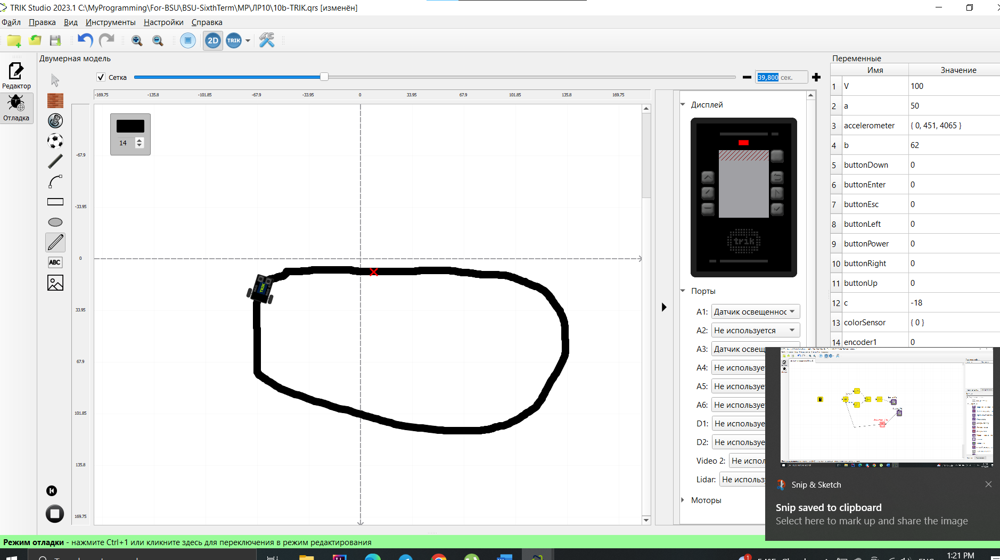 TRIK Studio 2023.1 C:\MyProgramming\For-BSU\BSU-SixthTerm\MP\ЛР10\10b-TRIK.qrs [изменён]
Файл Правка Вид Инструменты Настройки Справка
2D TRIK
Редактор
Отладка
Двумерная модель
Сетка
39,800 сек.
-169.75 -135.8 -101.85 -67.9 -33.95 0 33.95 67.9 101.85 135.8 169.75
-67.9
-33.95
0
33.95
67.9
101.85
135.8
169.75
14
ABC
TRIK
Дисплей
trik
Порты
A1: Датчик освещеннос
A2: Не используется
A3: Датчик освещ
A4: Не использует
A5: Не использует
A6: Не использует
D1: Не используе
D2: Не используе
Video 2: Не испол
Lidar: Не использ
Моторы
Переменные
Имя Значение
1 V 100
2 a 50
3 accelerometer { 0, 451, 4065 }
4 b 62
5 buttonDown 0
6 buttonEnter 0
7 buttonEsc 0
8 buttonLeft 0
9 buttonPower 0
10 buttonRight 0
11 buttonUp 0
12 c -18
13 colorSensor { 0 }
14 encoder1 0
Snip & Sketch
Snip saved to clipboard
Select here to mark up and share the image
Режим отладки - нажмите Ctrl+1 или кликните здесь для переключения в режим редактирования
1
1:21 PM